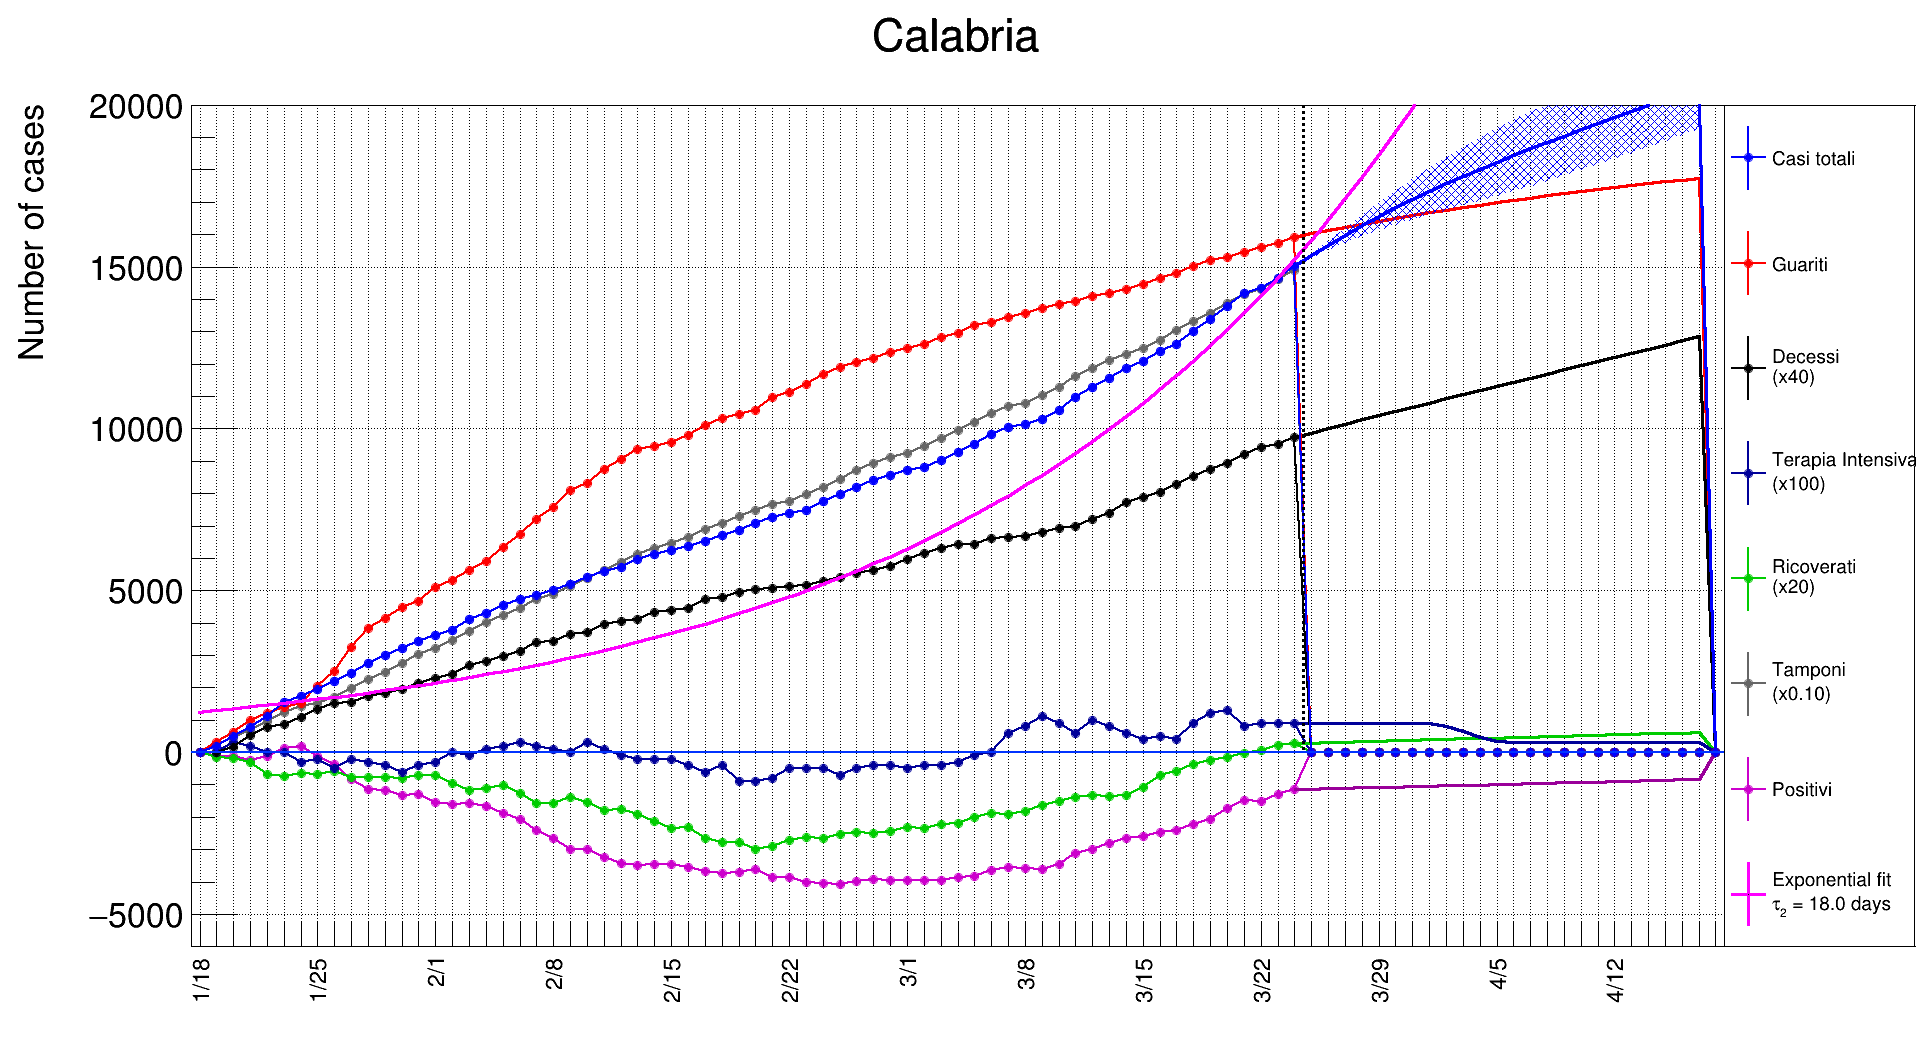 Calabria
Number of cases
20000
15000
10000
5000
0
−5000
1/18
1/25
2/1
2/8
2/15
2/22
3/1
3/8
3/15
3/22
3/29
4/5
4/12
Casi totali
Guariti
Decessi
(x40)
Terapia Intensiva
(x100)
Ricoverati
(x20)
Tamponi
(x0.10)
Positivi
Exponential fit
τ2 = 18.0 days